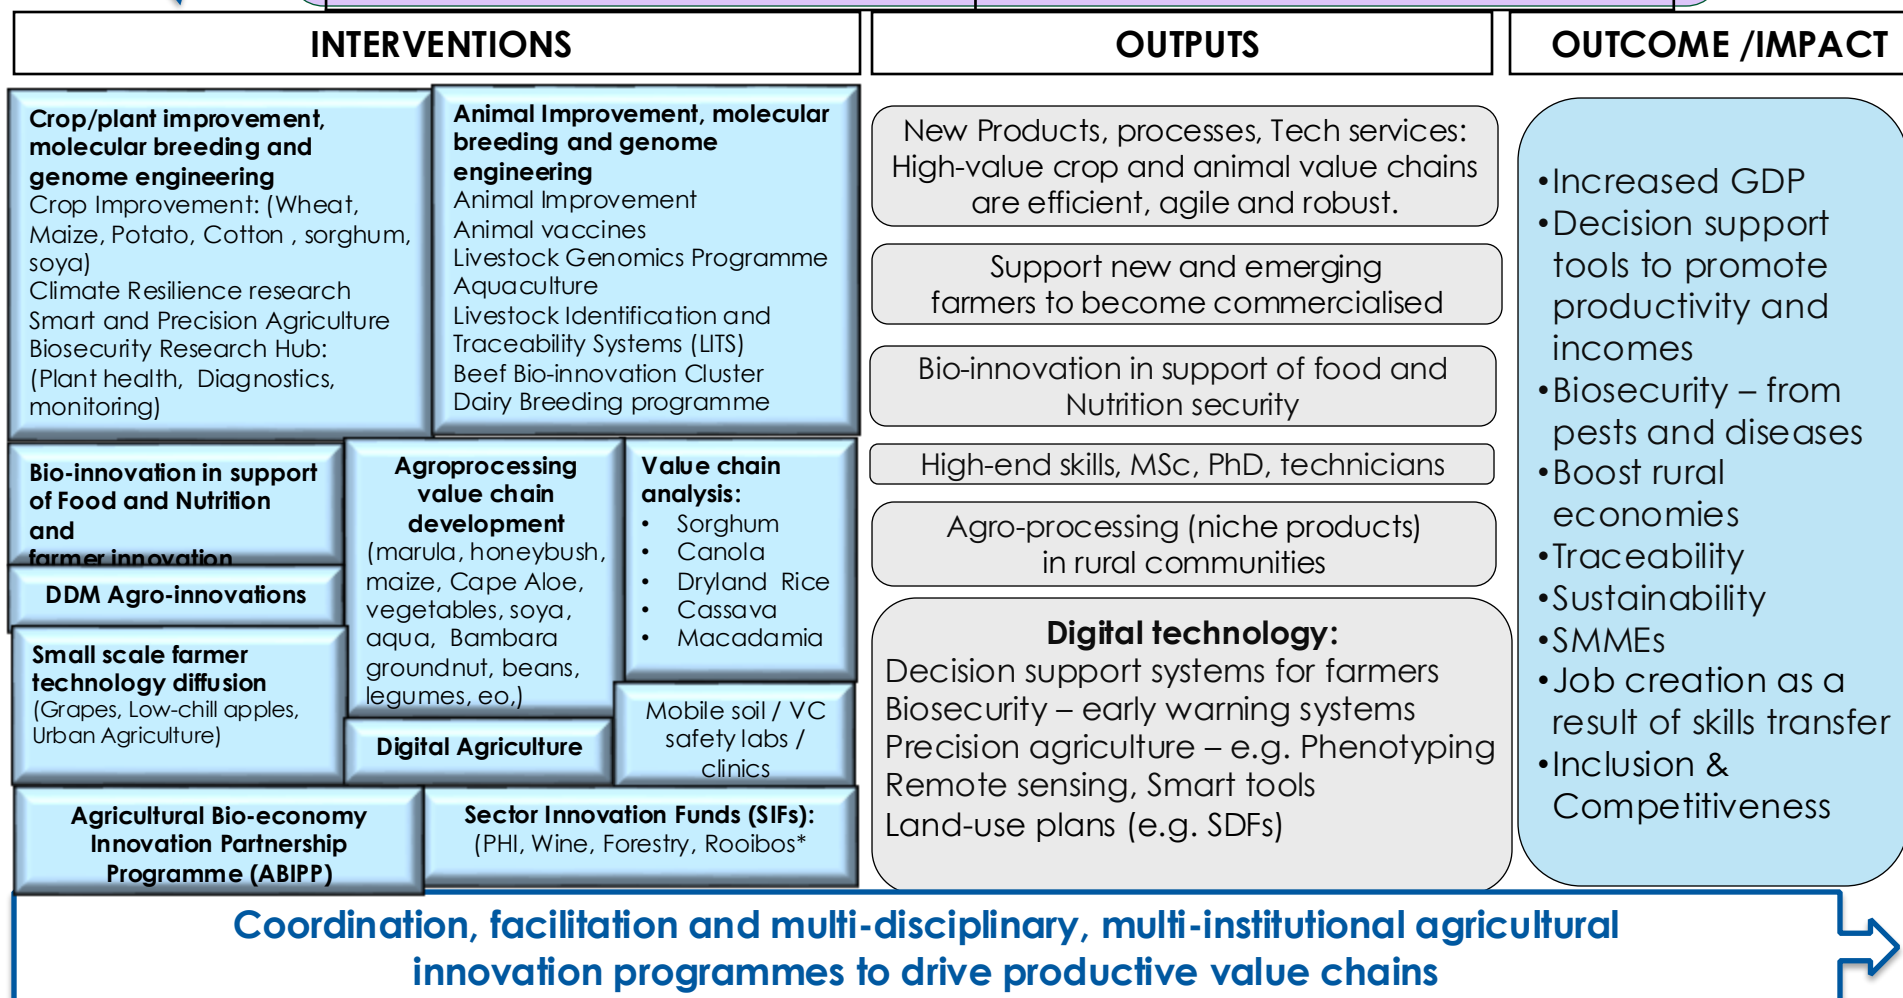 INTERVENTIONS
OUTPUTS
OUTCOME /IMPACT
Crop/plant improvement,
molecular breeding and
genome engineering
Crop Improvement: (Wheat,
Maize, Potato, Cotton , sorghum,
soya)
Climate Resilience research
Smart and Precision Agriculture
Biosecurity Research Hub:
(Plant health, Diagnostics,
monitoring)
Animal Improvement, molecular
breeding and genome
engineering
Animal Improvement
Animal vaccines
Livestock Genomics Programme
Aquaculture
Livestock Identification and
Traceability Systems (LITS)
Beef Bio-innovation Cluster
Dairy Breeding programme
Bio-innovation in support
of Food and Nutrition
and
farmer innovation
DDM Agro-innovations
Small scale farmer
technology diffusion
(Grapes, Low-chill apples,
Urban Agriculture)
Agroprocessing
value chain
development
(marula, honeybush,
maize, Cape Aloe,
vegetables, soya,
aqua, Bambara
groundnut, beans,
legumes, eo,)
Digital Agriculture
Value chain
analysis:
• Sorghum
• Canola
• Dryland Rice
• Cassava
• Macadamia
Mobile soil / VC
safety labs /
clinics
Agricultural Bio-economy
Innovation Partnership
Programme (ABIPP)
Sector Innovation Funds (SIFs):
(PHI, Wine, Forestry, Rooibos*
New Products, processes, Tech services:
High-value crop and animal value chains
are efficient, agile and robust.
Support new and emerging
farmers to become commercialised
Bio-innovation in support of food and
Nutrition security
High-end skills, MSc, PhD, technicians
Agro-processing (niche products)
in rural communities
Digital technology:
Decision support systems for farmers
Biosecurity – early warning systems
Precision agriculture – e.g. Phenotyping
Remote sensing, Smart tools
Land-use plans (e.g. SDFs)
•Increased GDP
•Decision support
tools to promote
productivity and
incomes
•Biosecurity – from
pests and diseases
•Boost rural
economies
•Traceability
•Sustainability
•SMMEs
•Job creation as a
result of skills transfer
•Inclusion &
Competitiveness
Coordination, facilitation and multi-disciplinary, multi-institutional agricultural
innovation programmes to drive productive value chains